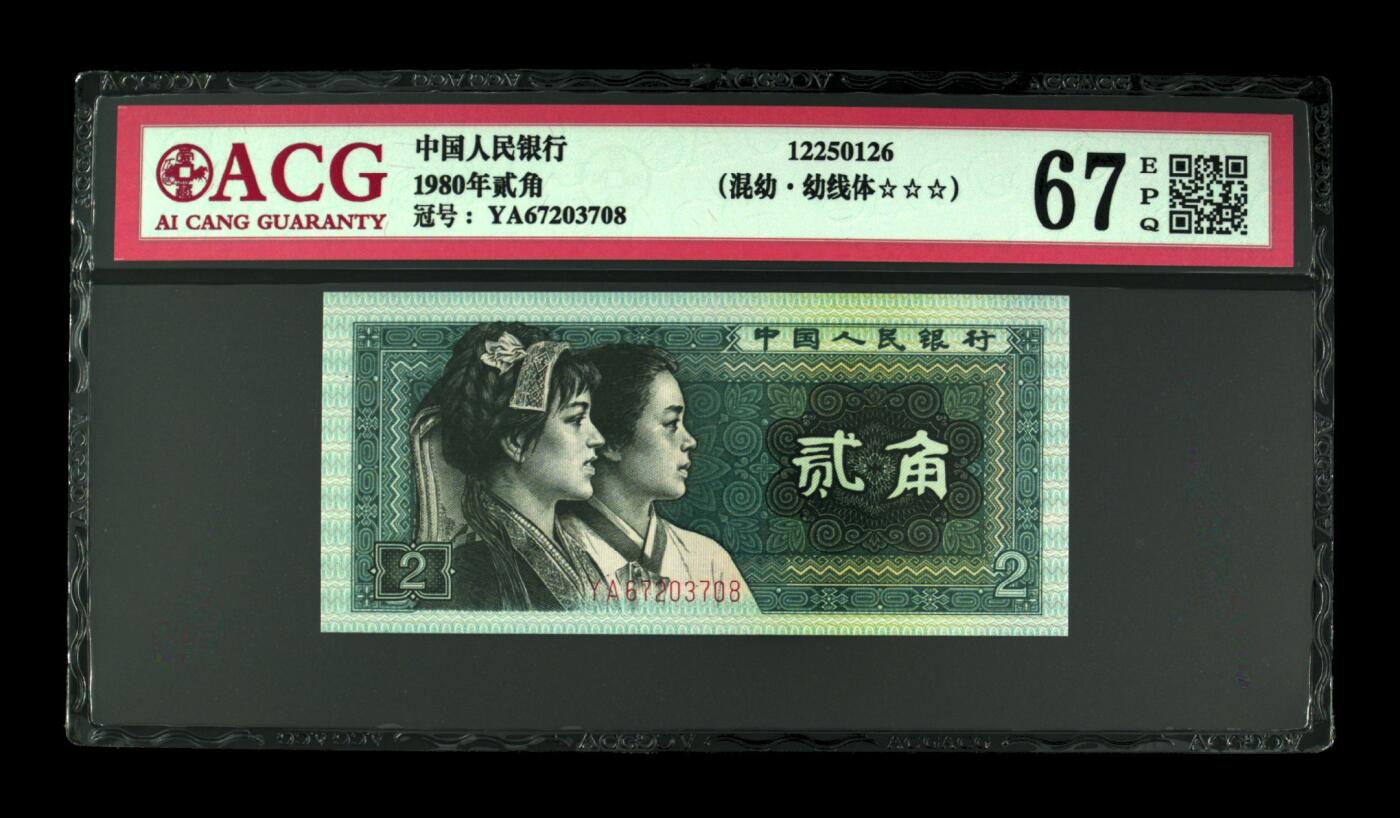 ACG
AI CANG GUARANTY
中国人民银行
1980年贰角
冠号：YA67203708
12250126
（混幼·幼线体☆☆☆）
67
EPQ
中国人民银行
贰角
2
2
YA67203708